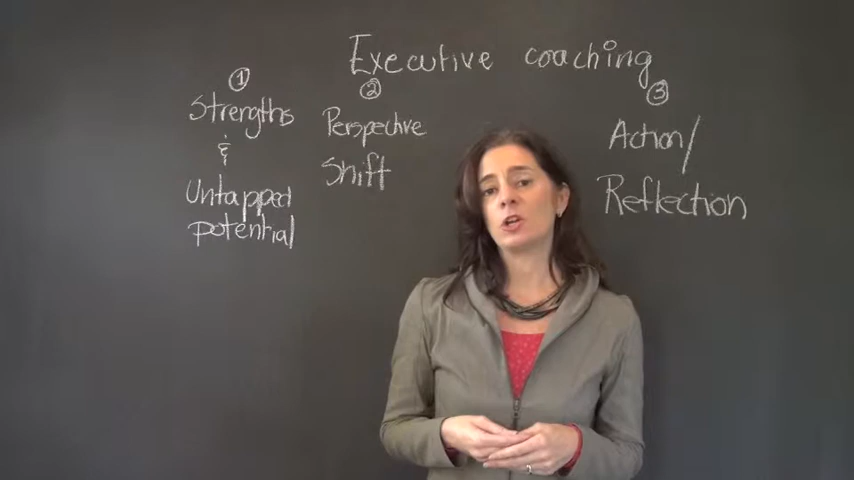 Executive coaching
①
Strengths
&
Untapped
potential
②
Perspective
Shift
③
Action/
Reflection